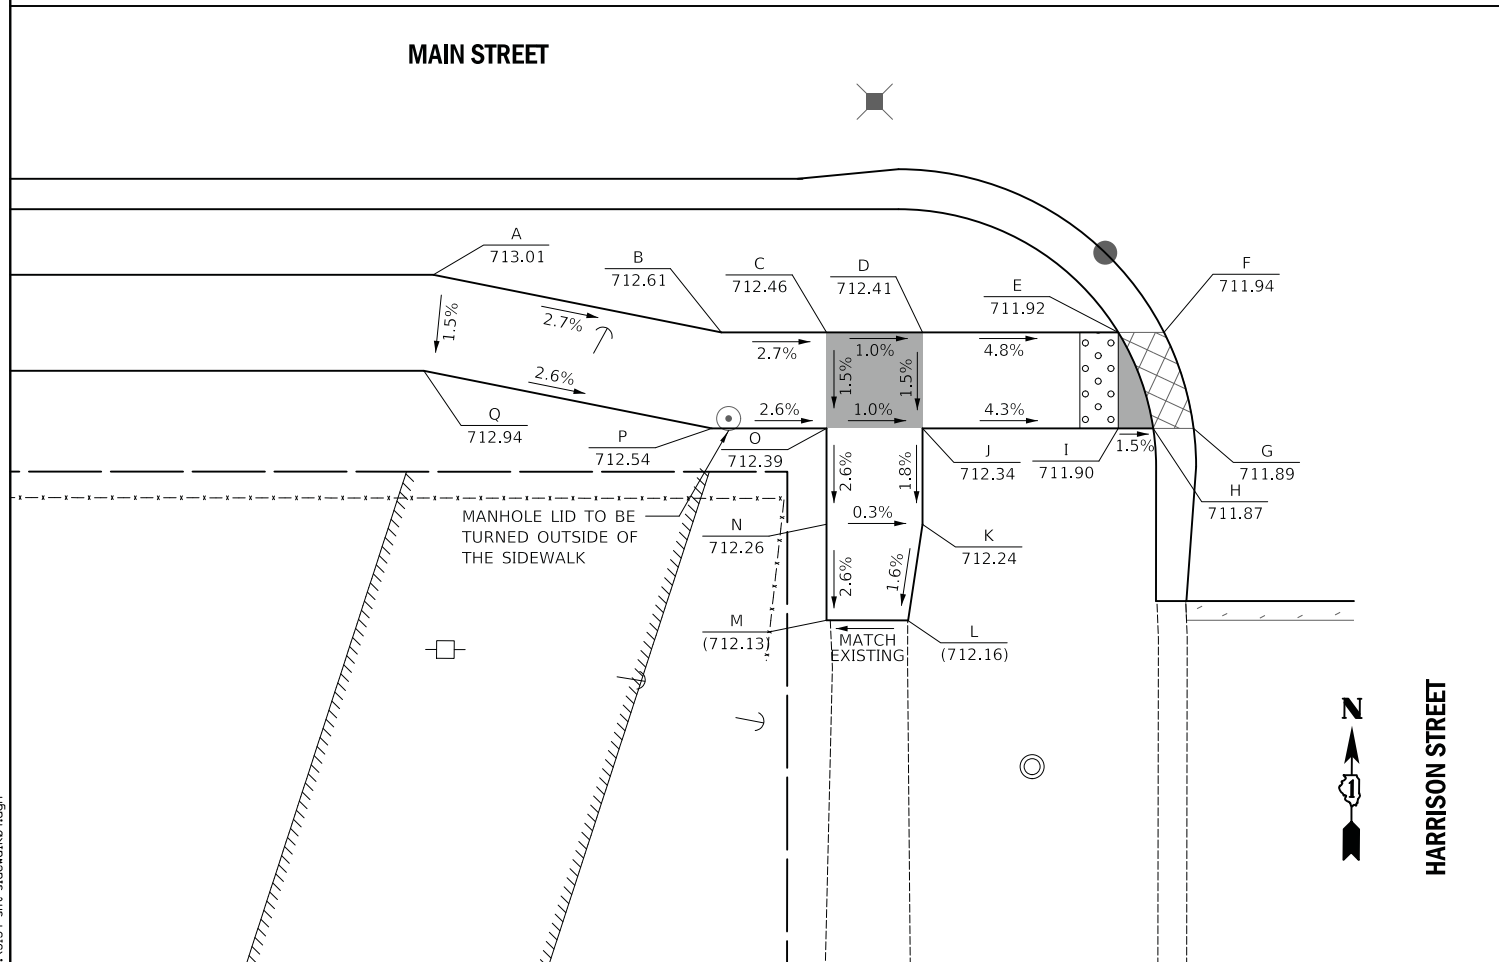 MAIN STREET
A
713.01
B
712.61
C
712.46
D
712.41
E
711.92
F
711.94
1.5%
2.7%
2.7%
1.0%
4.8%
1.5%
1.5%
2.6%
2.6%
1.0%
4.3%
1.5%
Q
712.94
P
712.54
O
712.39
J
712.34
I
711.90
G
711.89
H
711.87
2.6%
1.8%
MANHOLE LID TO BE
TURNED OUTSIDE OF
THE SIDEWALK
N
712.26
0.3%
K
712.24
2.6%
1.6%
M
(712.13)
MATCH
EXISTING
L
(712.16)
N
1
HARRISON STREET